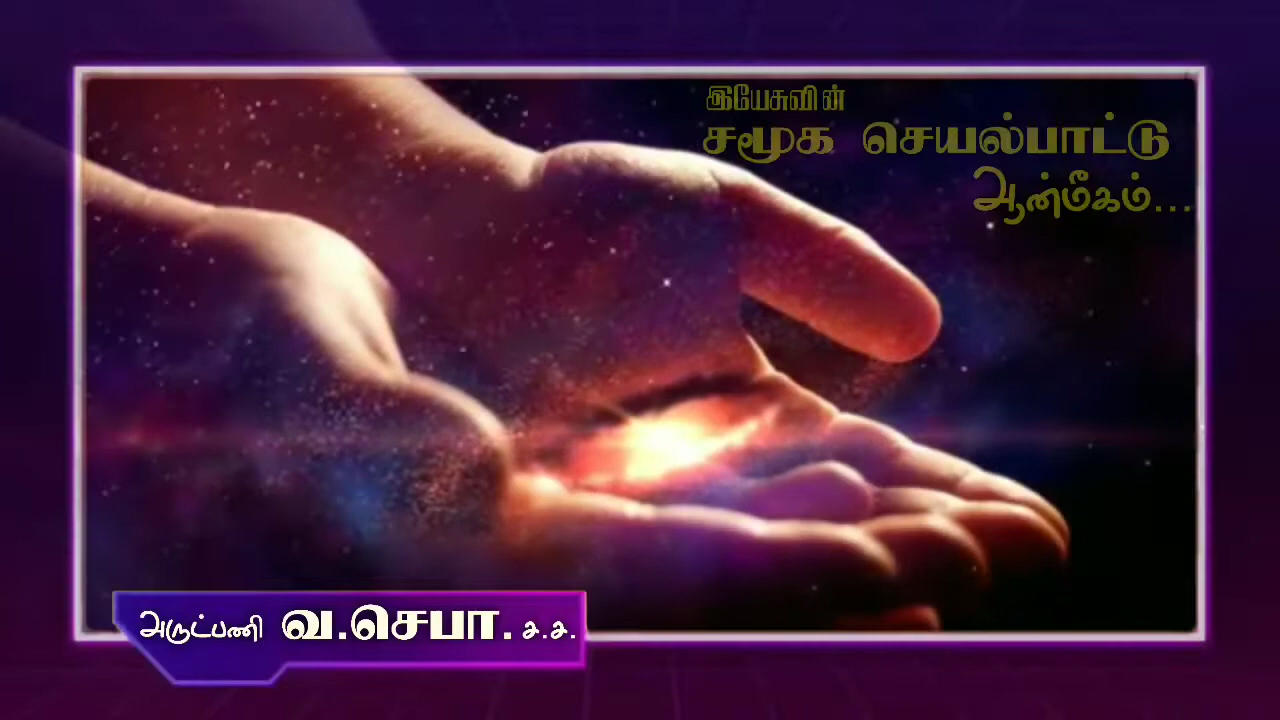 இயேசுவின்
சமூக செயல்பாட்டு
ஆன்மீகம்...
அருட்பணி வ.செபா. ச.ச.